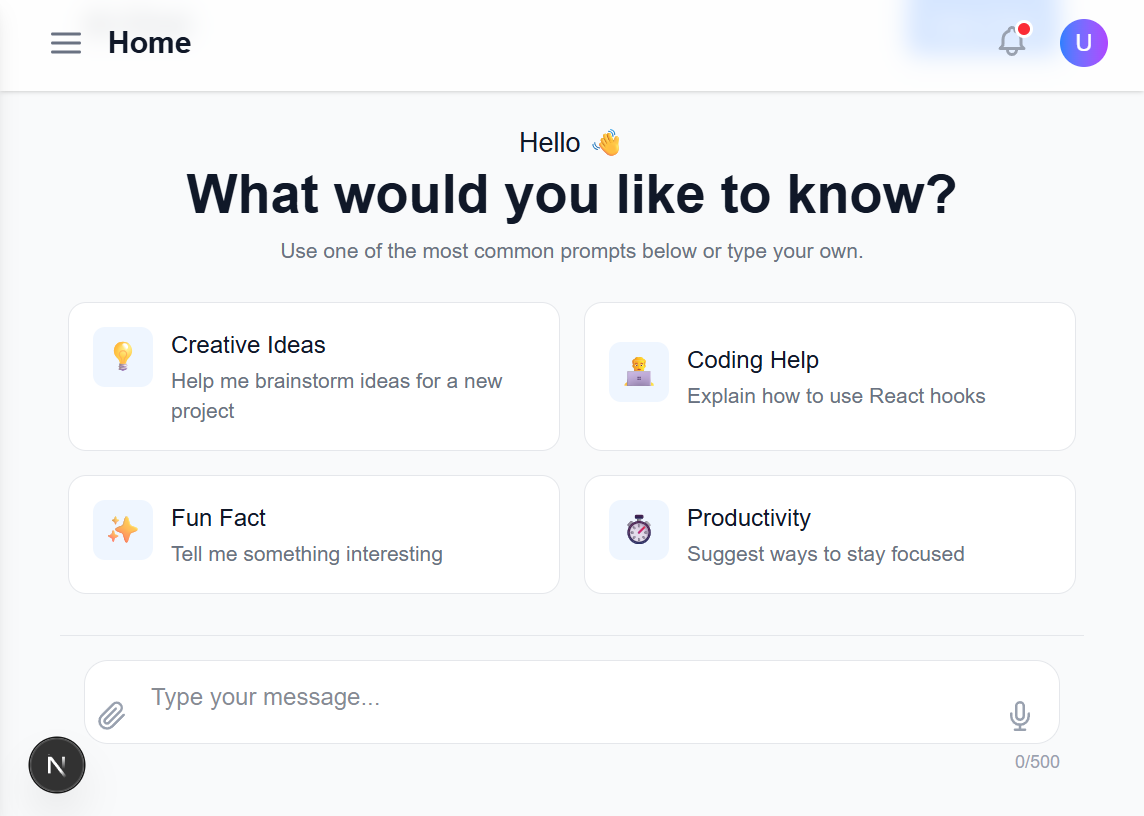 Home
U
Hello 👋
What would you like to know?
Use one of the most common prompts below or type your own.
Creative Ideas
Help me brainstorm ideas for a new
project
Coding Help
Explain how to use React hooks
Fun Fact
Tell me something interesting
Productivity
Suggest ways to stay focused
Type your message...
0/500
N